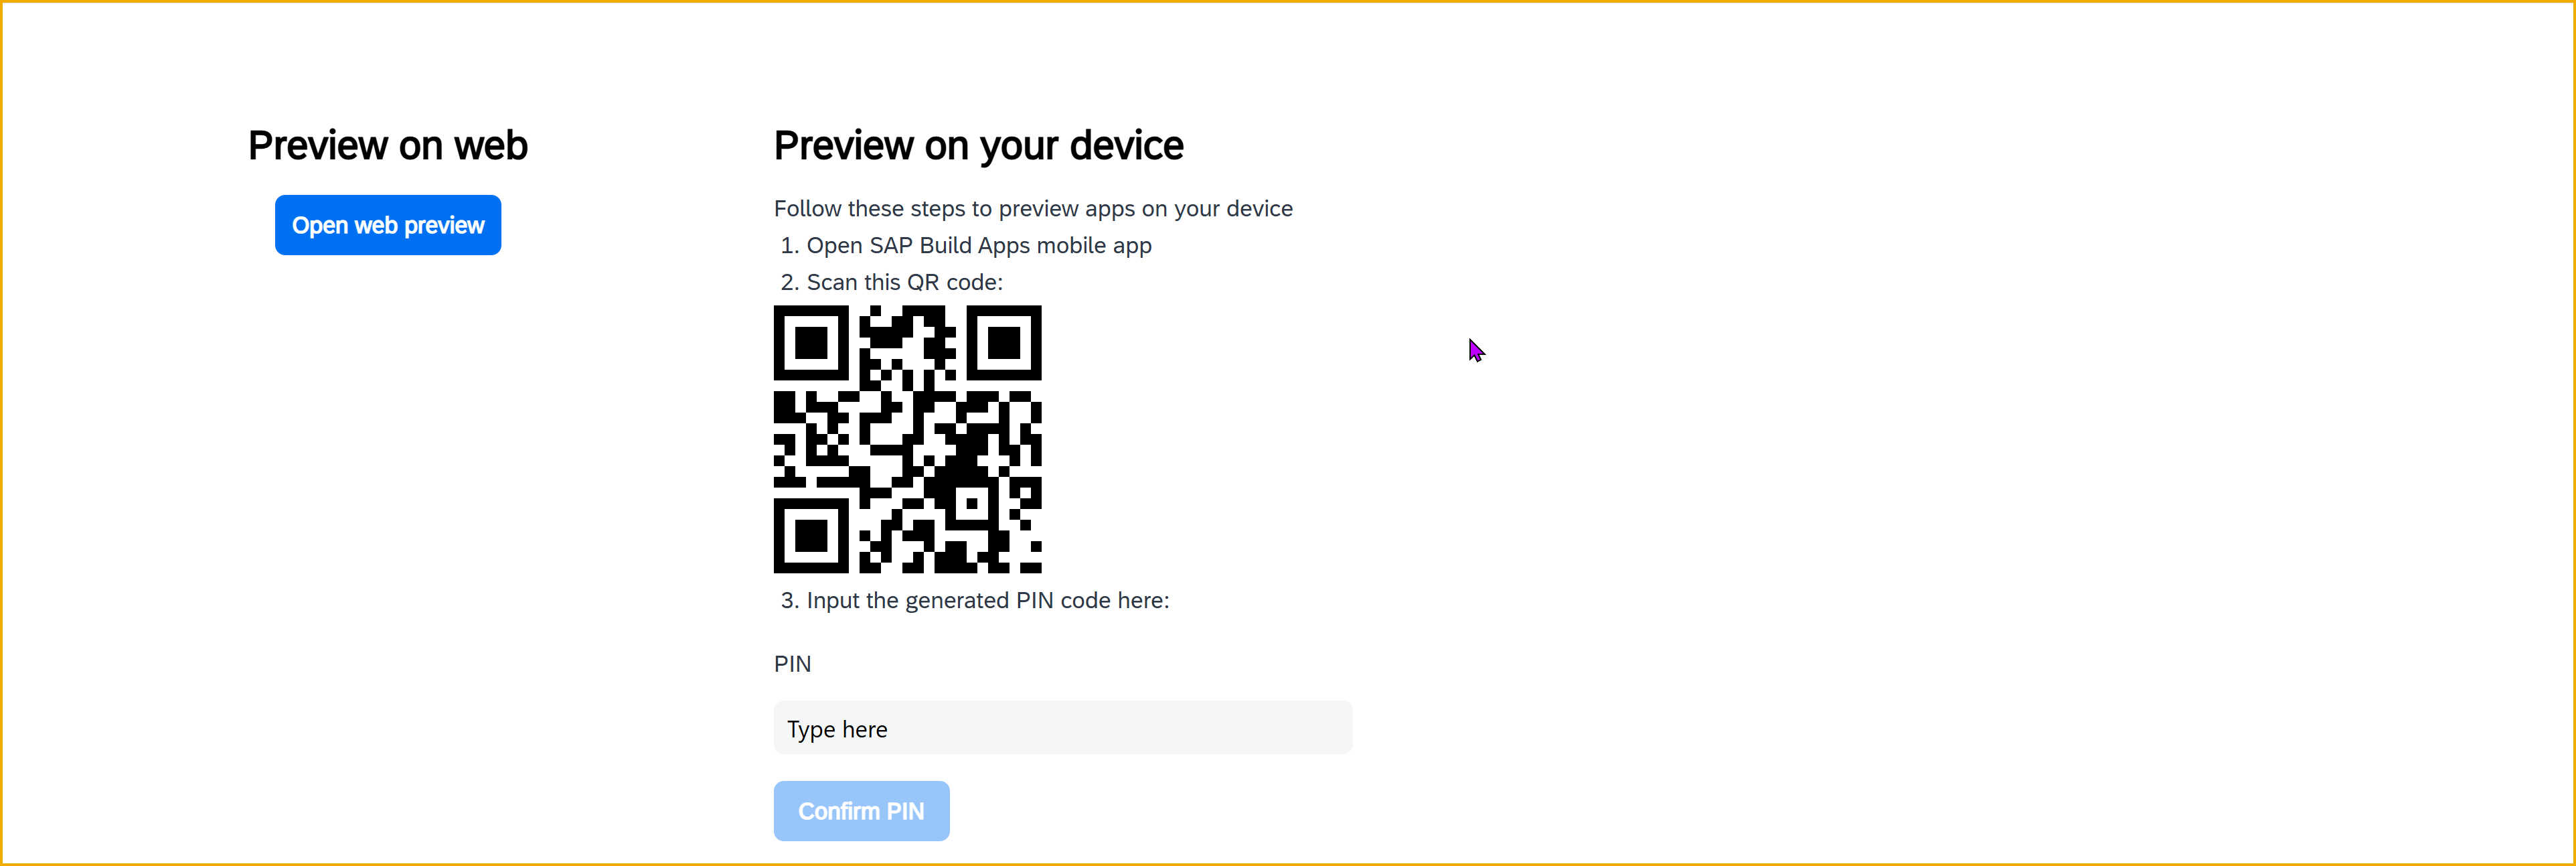 Preview on web
Open web preview
Preview on your device
Follow these steps to preview apps on your device
1. Open SAP Build Apps mobile app
2. Scan this QR code:
3. Input the generated PIN code here:
PIN
Type here
Confirm PIN